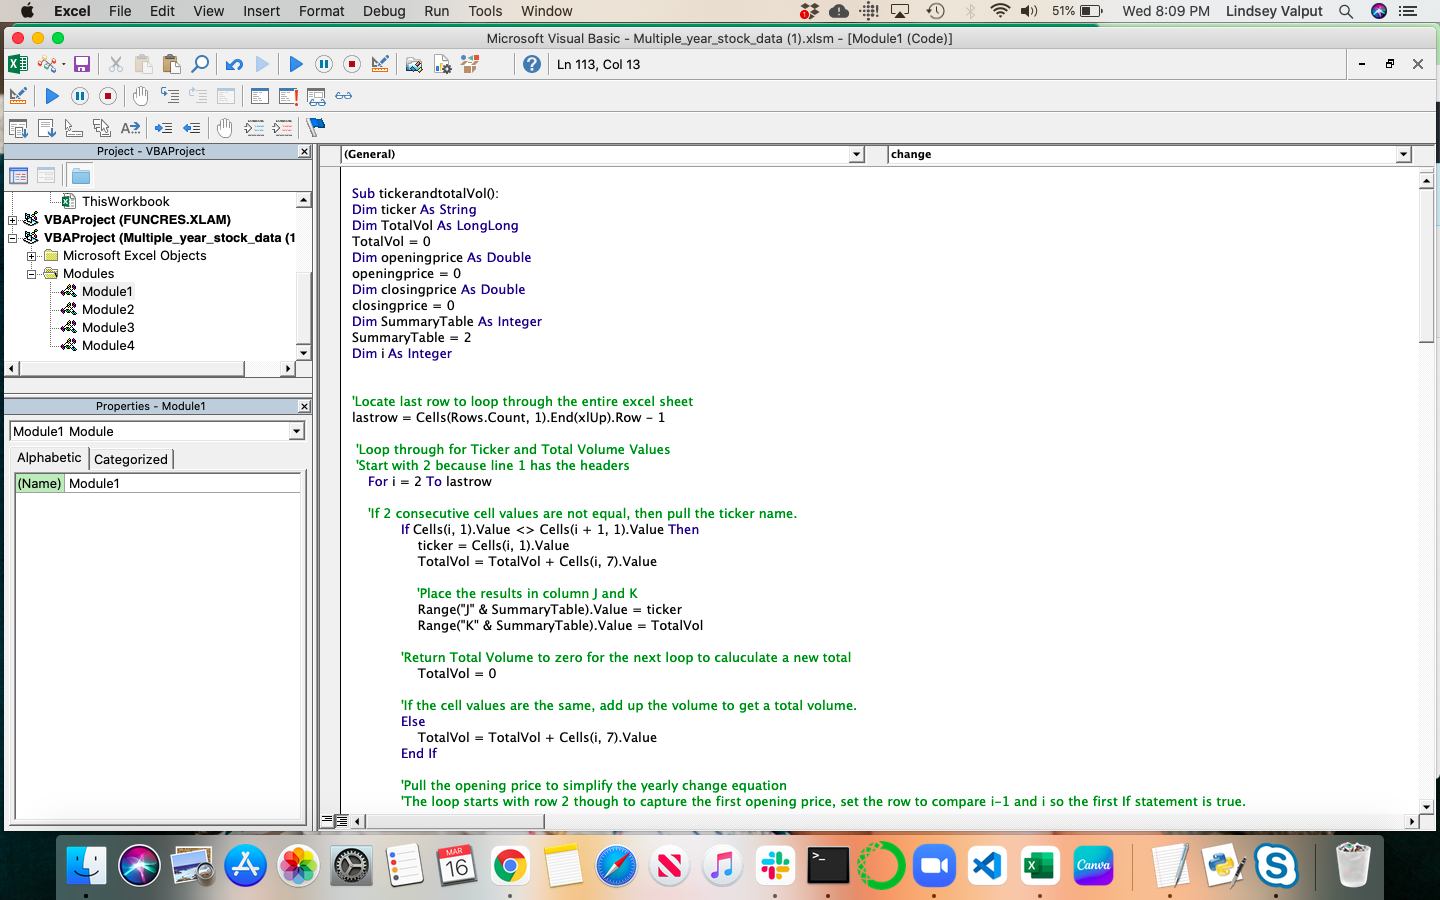 Excel File Edit View Insert Format Debug Run Tools Window 51% Wed 8:09 PM Lindsey Valput
Microsoft Visual Basic - Multiple_year_stock_data (1).xlsm - [Module1 (Code)]
Ln 113, Col 13
Project - VBAProject
(General) change
ThisWorkbook
VBAProject (FUNCRES.XLAM)
VBAProject (Multiple_year_stock_data (1
Microsoft Excel Objects
Modules
Module1
Module2
Module3
Module4
Properties - Module1
Module1 Module
Alphabetic Categorized
(Name) Module1
Sub tickerandtotalVol():
Dim ticker As String
Dim TotalVol As LongLong
TotalVol = 0
Dim openingprice As Double
openingprice = 0
Dim closingprice As Double
closingprice = 0
Dim SummaryTable As Integer
SummaryTable = 2
Dim i As Integer
'Locate last row to loop through the entire excel sheet
lastrow = Cells(Rows.Count, 1).End(xlUp).Row - 1
'Loop through for Ticker and Total Volume Values
'Start with 2 because line 1 has the headers
For i = 2 To lastrow
'If 2 consecutive cell values are not equal, then pull the ticker name.
If Cells(i, 1).Value <> Cells(i + 1, 1).Value Then
ticker = Cells(i, 1).Value
TotalVol = TotalVol + Cells(i, 7).Value
'Place the results in column J and K
Range("J" & SummaryTable).Value = ticker
Range("K" & SummaryTable).Value = TotalVol
'Return Total Volume to zero for the next loop to caluculate a new total
TotalVol = 0
'If the cell values are the same, add up the volume to get a total volume.
Else
TotalVol = TotalVol + Cells(i, 7).Value
End If
'Pull the opening price to simplify the yearly change equation
'The loop starts with row 2 though to capture the first opening price, set the row to compare i-1 and i so the first If statement is true.
MAR
16
Canva